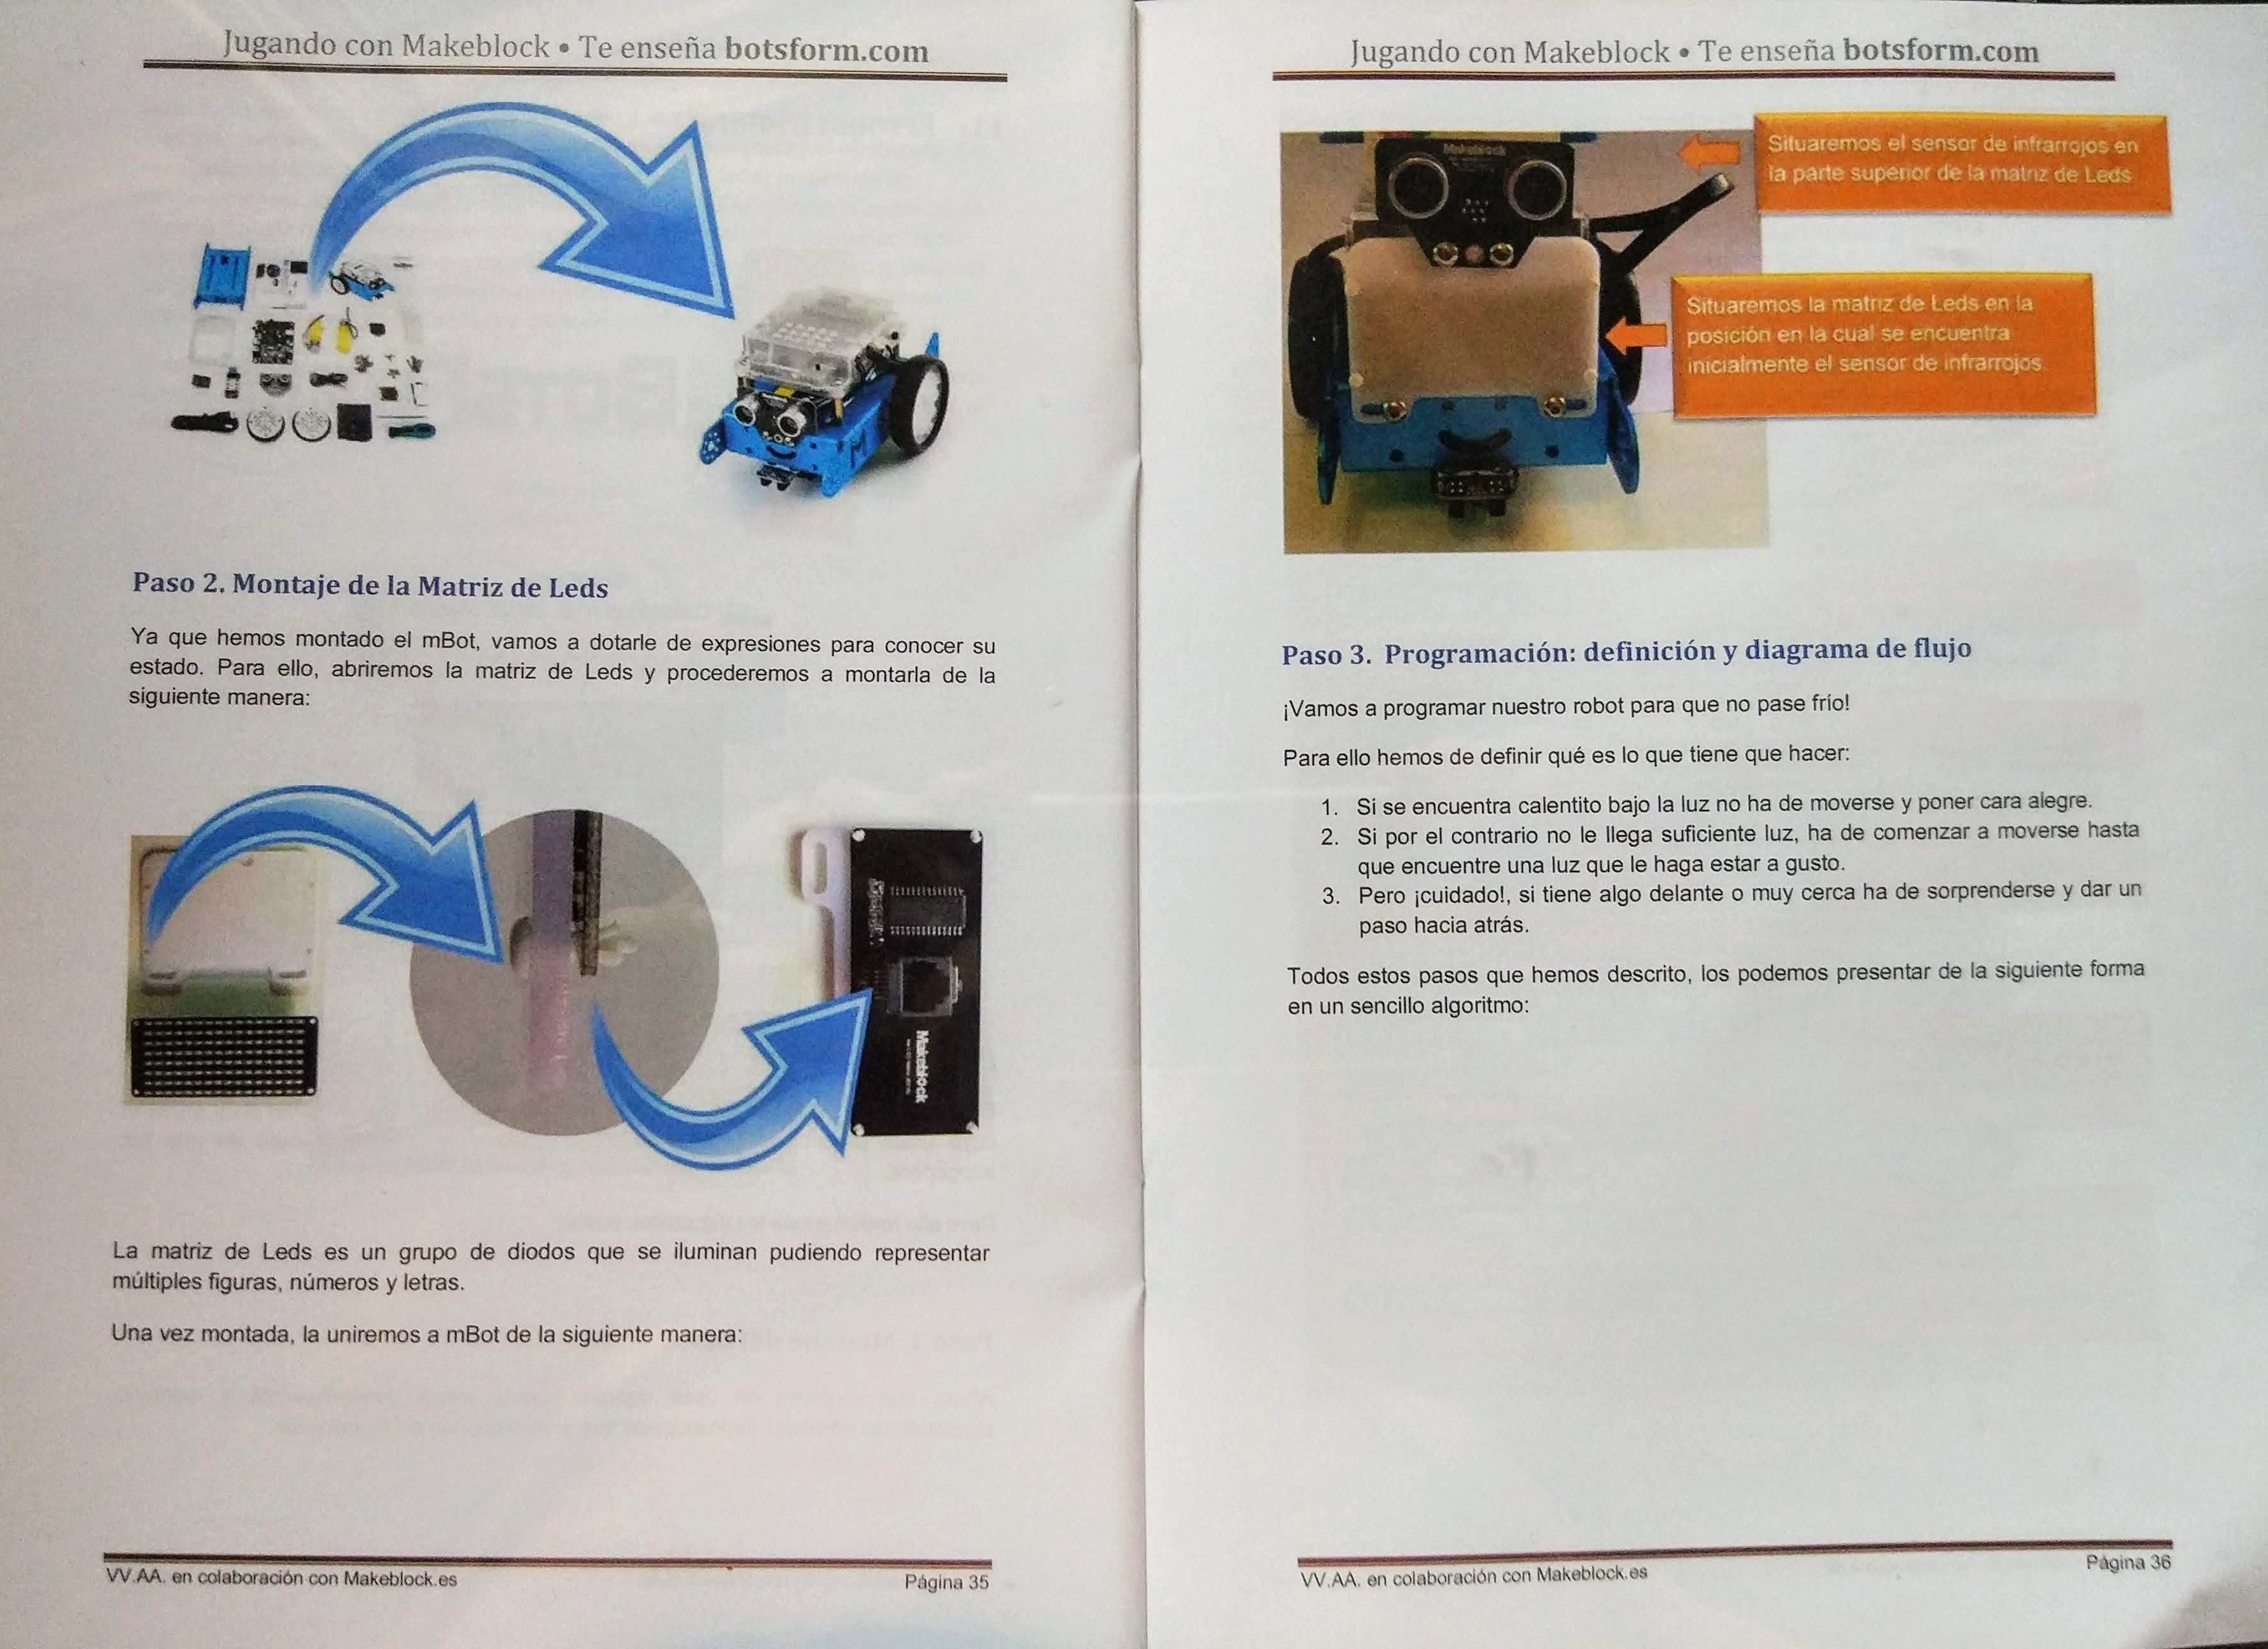 Jugando con Makeblock • Te enseña botsform.com
Paso 2. Montaje de la Matriz de Leds
Ya que hemos montado el mBot, vamos a dotarle de expresiones para conocer su
estado. Para ello, abriremos la matriz de Leds y procederemos a montarla de la
siguiente manera:
Makeblock
La matriz de Leds es un grupo de diodos que se iluminan pudiendo representar
múltiples figuras, números y letras.
Una vez montada, la uniremos a mBot de la siguiente manera:
VV.AA. en colaboración con Makeblock.es
Página 35
Jugando con Makeblock • Te enseña botsform.com
Makeblock
Situaremos el sensor de infrarrojos en
la parte superior de la matriz de Leds
Situaremos la matriz de Leds en la
posición en la cual se encuentra
inicialmente el sensor de infrarrojos.
Paso 3. Programación: definición y diagrama de flujo
¡Vamos a programar nuestro robot para que no pase frío!
Para ello hemos de definir qué es lo que tiene que hacer:
1. Si se encuentra calentito bajo la luz no ha de moverse y poner cara alegre.
2. Si por el contrario no le llega suficiente luz, ha de comenzar a moverse hasta
que encuentre una luz que le haga estar a gusto.
3. Pero ¡cuidado!, si tiene algo delante o muy cerca ha de sorprenderse y dar un
paso hacia atrás.
Todos estos pasos que hemos descrito, los podemos presentar de la siguiente forma
en un sencillo algoritmo:
VV.AA. en colaboración con Makeblock.es
Página 36